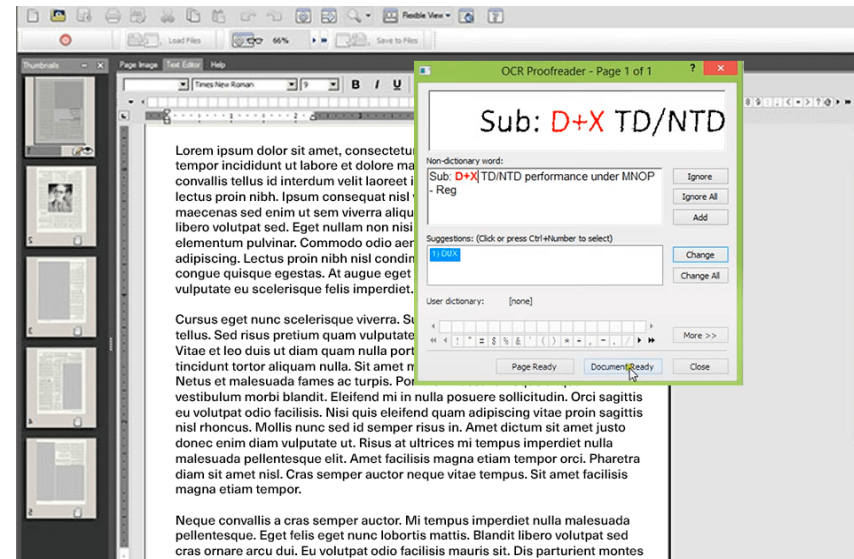 Flexible View
Load Files
66%
Save to Files
Thumbnails
Page Image Text Editor Help
Times New Roman 9 B I U
OCR Proofreader - Page 1 of 1 ? ×
8 9 : ; < = > ? @
Sub: D+X TD/NTD
Non-dictionary word:
Sub: D+X TD/NTD performance under MNOP
- Reg
Ignore
Ignore All
Add
Suggestions: (Click or press Ctrl+Number to select)
1) DUX
Change
Change All
User dictionary: [none]
! " = $ % & ' ( ) * + , - . /
More >>
Page Ready Document Ready Close
Lorem ipsum dolor sit amet, consectetu
tempor incididunt ut labore et dolore ma
convallis tellus id interdum velit laoreet i
lectus proin nibh. Ipsum consequat nisl
maecenas sed enim ut sem viverra aliqu
libero volutpat sed. Eget nullam non nisi
elementum pulvinar. Commodo odio aen
adipiscing. Lectus proin nibh nisl condin
congue quisque egestas. At augue eget
vulputate eu scelerisque felis imperdiet.
Cursus eget nunc scelerisque viverra. Su
tellus. Sed risus pretium quam vulputate
Vitae et leo duis ut diam quam nulla port
tincidunt tortor aliquam nulla. Sit amet m
Netus et malesuada fames ac turpis. Por
vestibulum morbi blandit. Eleifend mi in nulla posuere sollicitudin. Orci sagittis
eu volutpat odio facilisis. Nisi quis eleifend quam adipiscing vitae proin sagittis
nisl rhoncus. Mollis nunc sed id semper risus in. Amet dictum sit amet justo
donec enim diam vulputate ut. Risus at ultrices mi tempus imperdiet nulla
malesuada pellentesque elit. Amet facilisis magna etiam tempor orci. Pharetra
diam sit amet nisl. Cras semper auctor neque vitae tempus. Sit amet facilisis
magna etiam tempor.
Neque convallis a cras semper auctor. Mi tempus imperdiet nulla malesuada
pellentesque. Eget felis eget nunc lobortis mattis. Blandit libero volutpat sed
cras ornare arcu dui. Eu volutpat odio facilisis mauris sit. Dis parturient montes